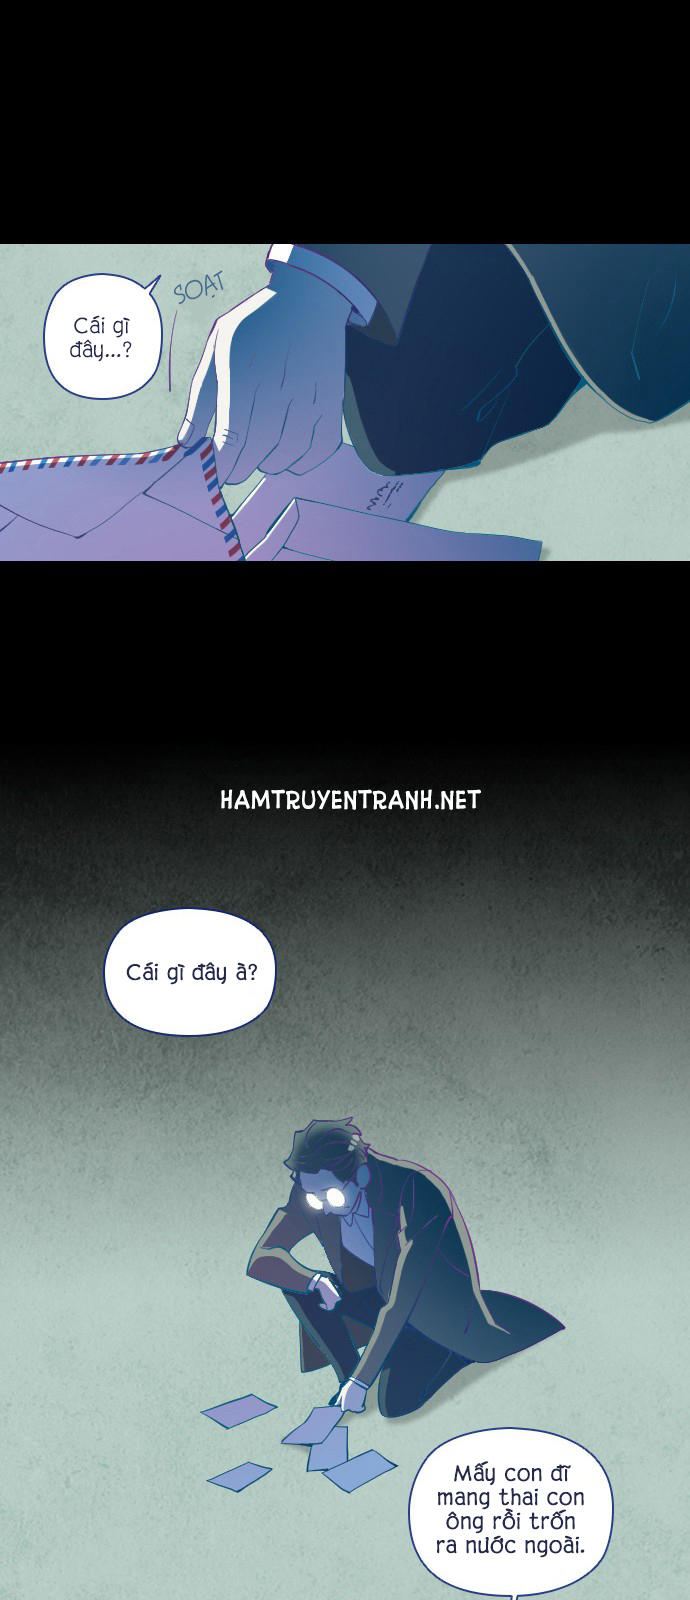 SOẠT
Cái gì
đây...?
HAMTRUYENTRANH.NET
Cái gì đây à?
Mấy con đĩ
mang thai con
ông rồi trốn
ra nước ngoài.